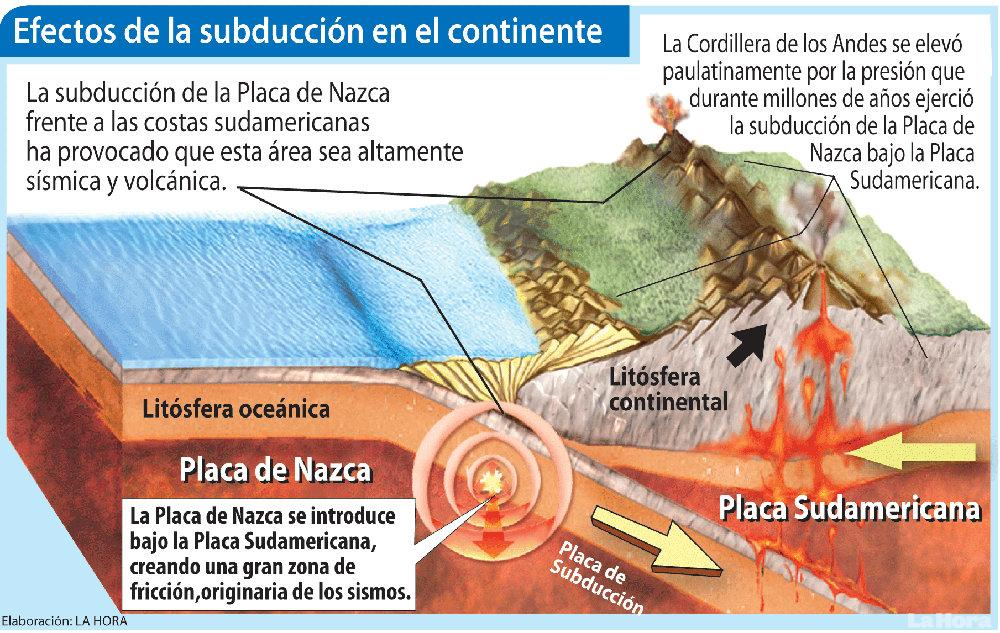 Efectos de la subducción en el continente
La subducción de la Placa de Nazca
frente a las costas sudamericanas
ha provocado que esta área sea altamente
sísmica y volcánica.
La Cordillera de los Andes se elevó
paulatinamente por la presión que
durante millones de años ejerció
la subducción de la Placa de
Nazca bajo la Placa
Sudamericana.
Litósfera
continental
Litósfera oceánica
Placa de Nazca
La Placa de Nazca se introduce
bajo la Placa Sudamericana,
creando una gran zona de
fricción,originaria de los sismos.
Placa Sudamericana
Placa de
Subducción
Elaboración: LA HORA
LaHora